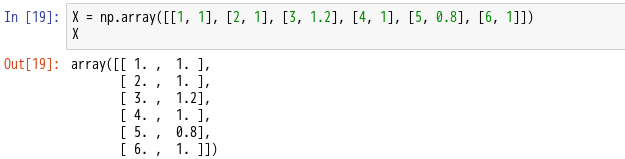 In [19]: X = np.array([[1, 1], [2, 1], [3, 1.2], [4, 1], [5, 0.8], [6, 1]])
X
Out[19]: array([[ 1. ,  1. ],
[ 2. ,  1. ],
[ 3. ,  1.2],
[ 4. ,  1. ],
[ 5. ,  0.8],
[ 6. ,  1. ]])